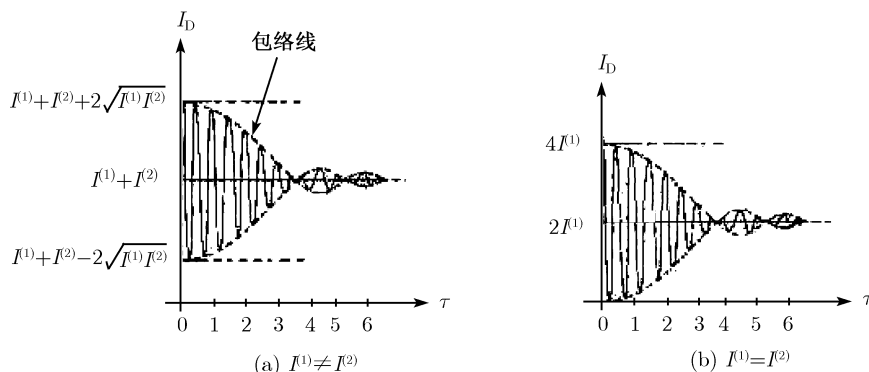 I_D
包络线
I⁽¹⁾+I⁽²⁾+2√I⁽¹⁾I⁽²⁾
I⁽¹⁾+I⁽²⁾
I⁽¹⁾+I⁽²⁾−2√I⁽¹⁾I⁽²⁾
0 1 2 3 4 5 6 τ
(a) I⁽¹⁾≠I⁽²⁾
I_D
4I⁽¹⁾
2I⁽¹⁾
0 1 2 3 4 5 6 τ
(b) I⁽¹⁾=I⁽²⁾